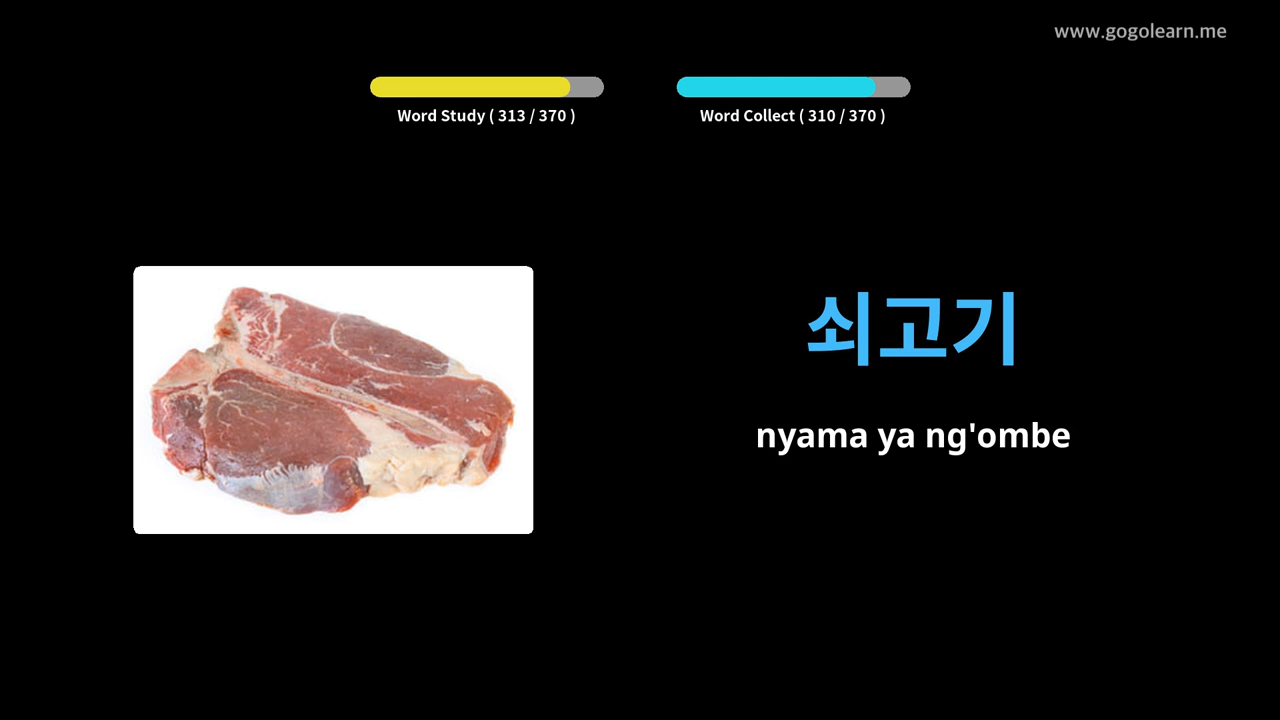 www.gogolearn.me
Word Study ( 313 / 370 )
Word Collect ( 310 / 370 )
쇠고기
nyama ya ng'ombe